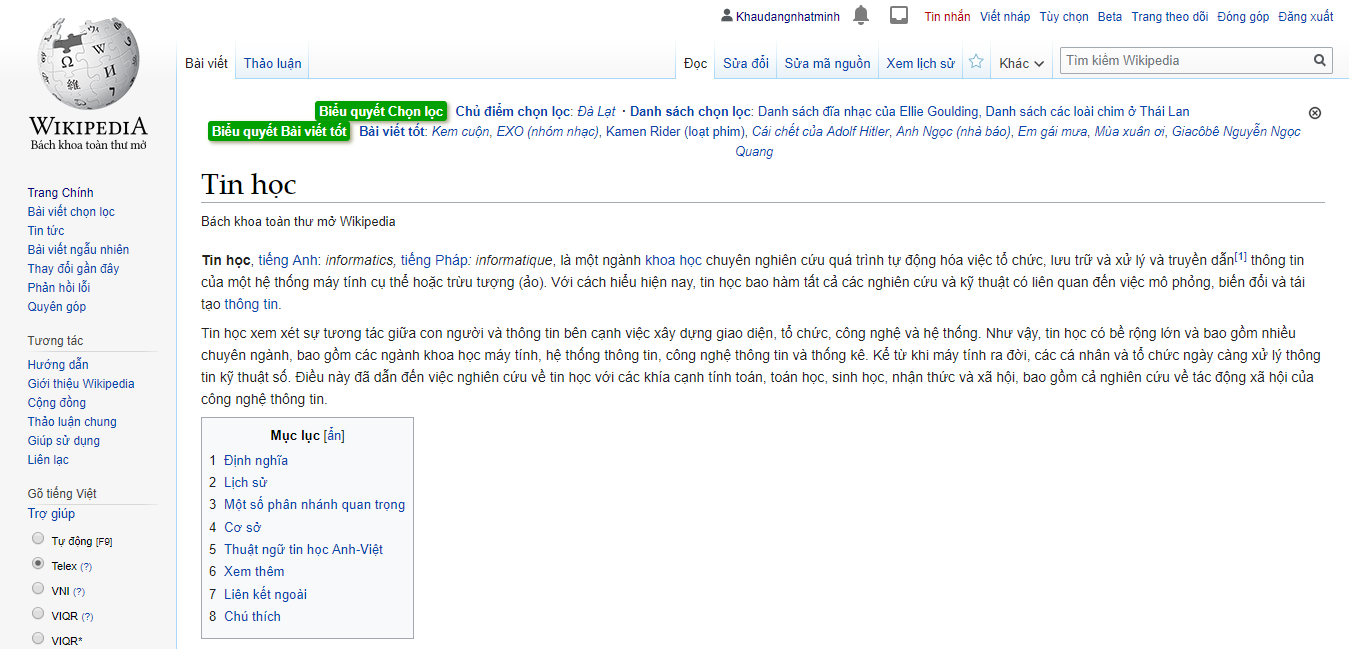 Khaudangnhatminh Tin nhắn Viết nháp Tùy chọn Beta Trang theo dõi Đóng góp Đăng xuất
WIKIPEDIA
Bách khoa toàn thư mở
Bài viết Thảo luận Đọc Sửa đổi Sửa mã nguồn Xem lịch sử Khác Tìm kiếm Wikipedia
Trang Chính
Bài viết chọn lọc
Tin tức
Bài viết ngẫu nhiên
Thay đổi gần đây
Phản hồi lỗi
Quyên góp
Tương tác
Hướng dẫn
Giới thiệu Wikipedia
Cộng đồng
Thảo luận chung
Giúp sử dụng
Liên lạc
Gõ tiếng Việt
Trợ giúp
Tự động [F9]
Telex (?)
VNI (?)
VIQR (?)
VIQR*
Biểu quyết Chọn lọc Chủ điểm chọn lọc: Đà Lạt · Danh sách chọn lọc: Danh sách đĩa nhạc của Ellie Goulding, Danh sách các loài chim ở Thái Lan
Biểu quyết Bài viết tốt Bài viết tốt: Kem cuộn, EXO (nhóm nhạc), Kamen Rider (loạt phim), Cái chết của Adolf Hitler, Anh Ngọc (nhà báo), Em gái mưa, Mùa xuân ơi, Giacôbê Nguyễn Ngọc
Quang
Tin học
Bách khoa toàn thư mở Wikipedia
Tin học, tiếng Anh: informatics, tiếng Pháp: informatique, là một ngành khoa học chuyên nghiên cứu quá trình tự động hóa việc tổ chức, lưu trữ và xử lý và truyền dẫn[1] thông tin
của một hệ thống máy tính cụ thể hoặc trừu tượng (ảo). Với cách hiểu hiện nay, tin học bao hàm tất cả các nghiên cứu và kỹ thuật có liên quan đến việc mô phỏng, biến đổi và tái
tạo thông tin.
Tin học xem xét sự tương tác giữa con người và thông tin bên cạnh việc xây dựng giao diện, tổ chức, công nghệ và hệ thống. Như vậy, tin học có bề rộng lớn và bao gồm nhiều
chuyên ngành, bao gồm các ngành khoa học máy tính, hệ thống thông tin, công nghệ thông tin và thống kê. Kể từ khi máy tính ra đời, các cá nhân và tổ chức ngày càng xử lý thông
tin kỹ thuật số. Điều này đã dẫn đến việc nghiên cứu về tin học với các khía cạnh tính toán, toán học, sinh học, nhận thức và xã hội, bao gồm cả nghiên cứu về tác động xã hội của
công nghệ thông tin.
Mục lục [ẩn]
1 Định nghĩa
2 Lịch sử
3 Một số phân nhánh quan trọng
4 Cơ sở
5 Thuật ngữ tin học Anh-Việt
6 Xem thêm
7 Liên kết ngoài
8 Chú thích